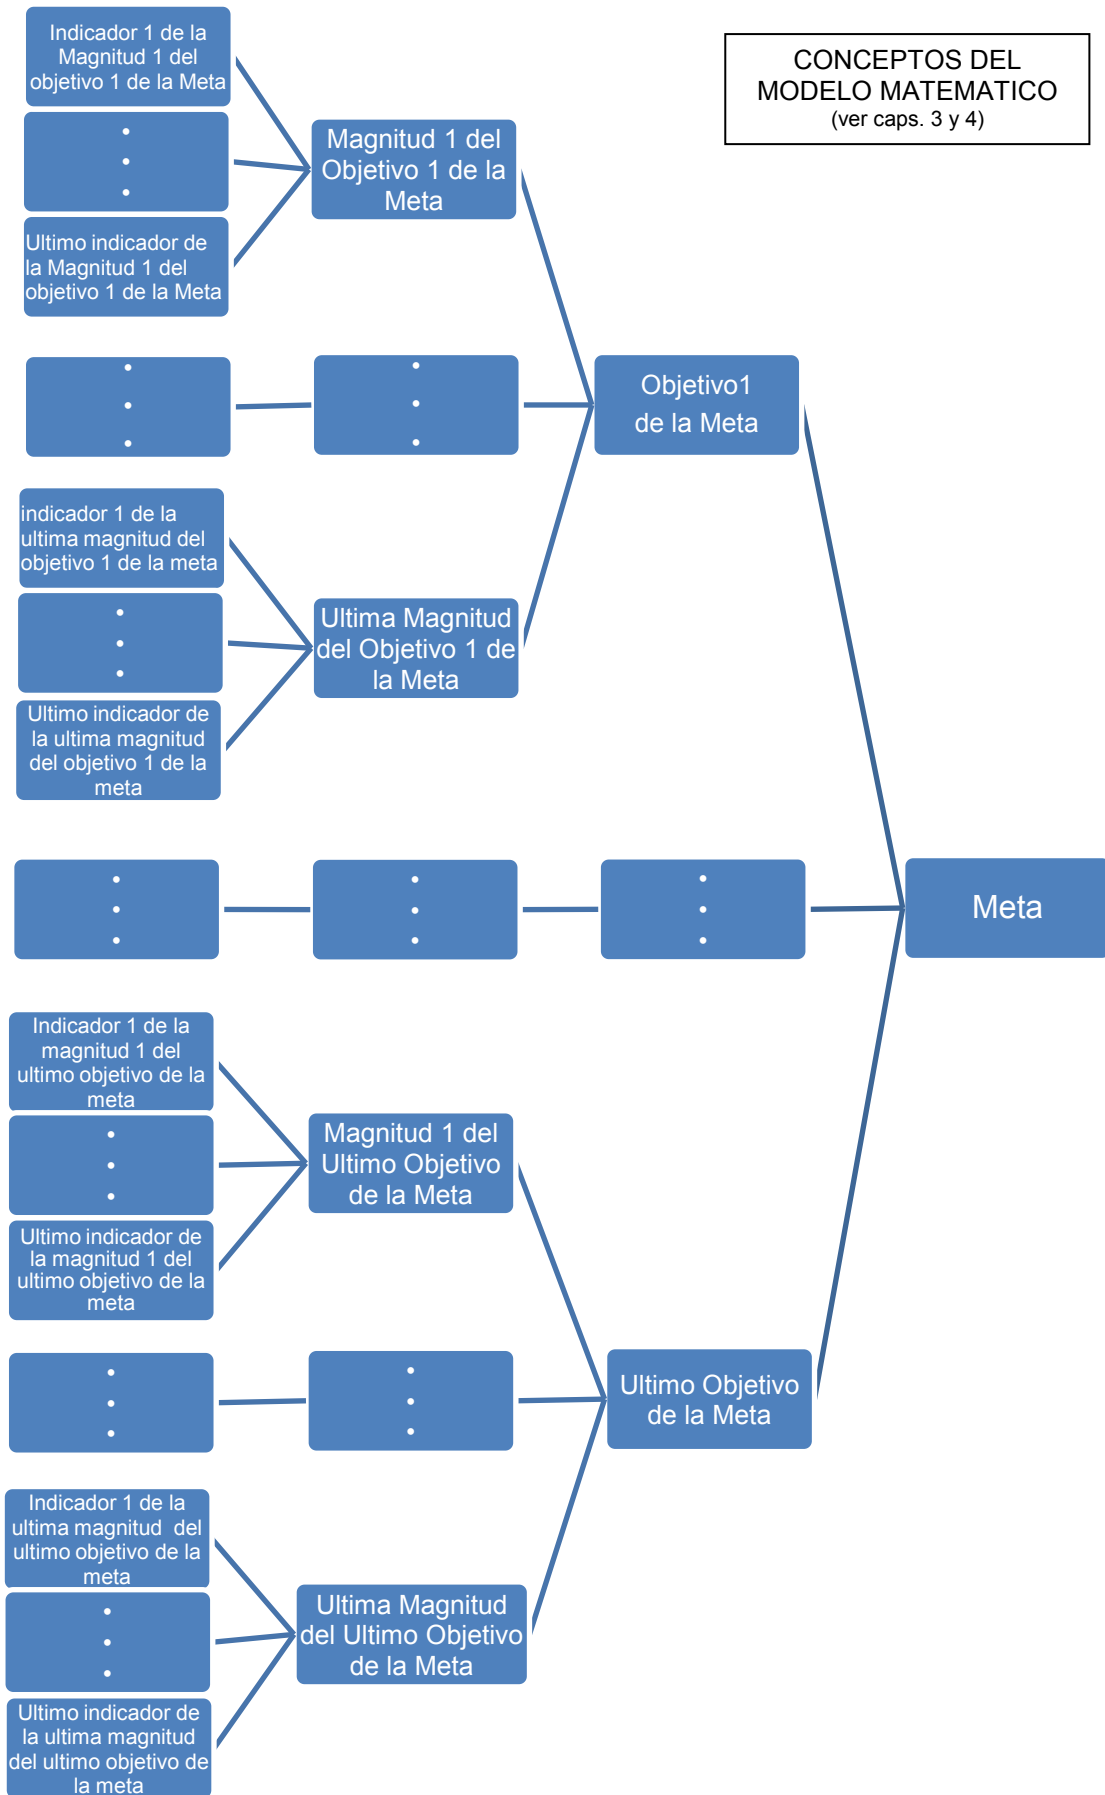 Indicador 1 de la
Magnitud 1 del
objetivo 1 de la Meta
CONCEPTOS DEL
MODELO MATEMATICO
(ver caps. 3 y 4)
Magnitud 1 del
Objetivo 1 de la
Meta
Ultimo indicador de
la Magnitud 1 del
objetivo 1 de la Meta
Objetivo1
de la Meta
indicador 1 de la
ultima magnitud del
objetivo 1 de la meta
Ultima Magnitud
del Objetivo 1 de
la Meta
Ultimo indicador de
la ultima magnitud
del objetivo 1 de la
meta
Meta
Indicador 1 de la
magnitud 1 del
ultimo objetivo de la
meta
Magnitud 1 del
Ultimo Objetivo
de la Meta
Ultimo indicador de
la magnitud 1 del
ultimo objetivo de la
meta
Ultimo Objetivo
de la Meta
Indicador 1 de la
ultima magnitud  del
ultimo objetivo de la
meta
Ultima Magnitud
del Ultimo Objetivo
de la Meta
Ultimo indicador de
la ultima magnitud
del ultimo objetivo de
la meta